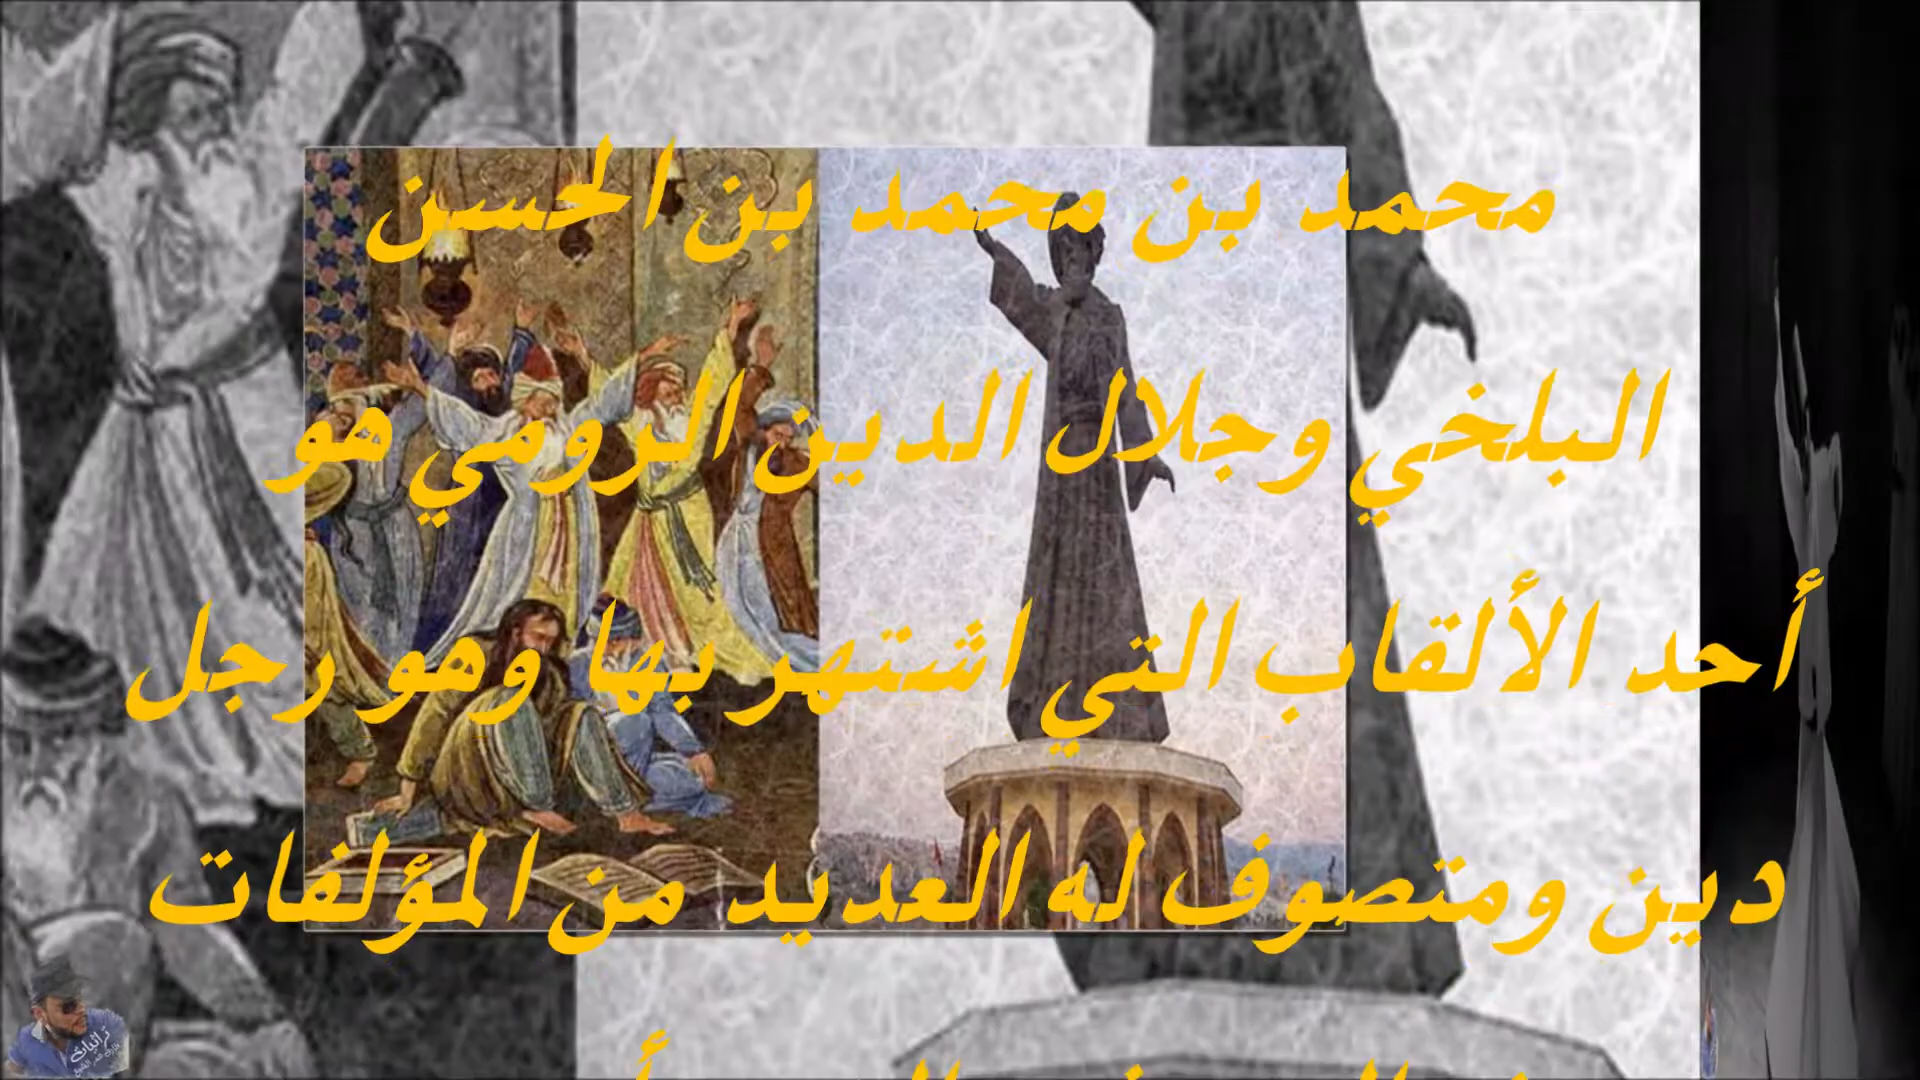 محمد بن محمد بن الحسن
البلخي وجلال الدين الرومي هو
أحد الألقاب التي اشتهر بها وهو رجل
دين ومتصوف له العديد من المؤلفات
تراثيات